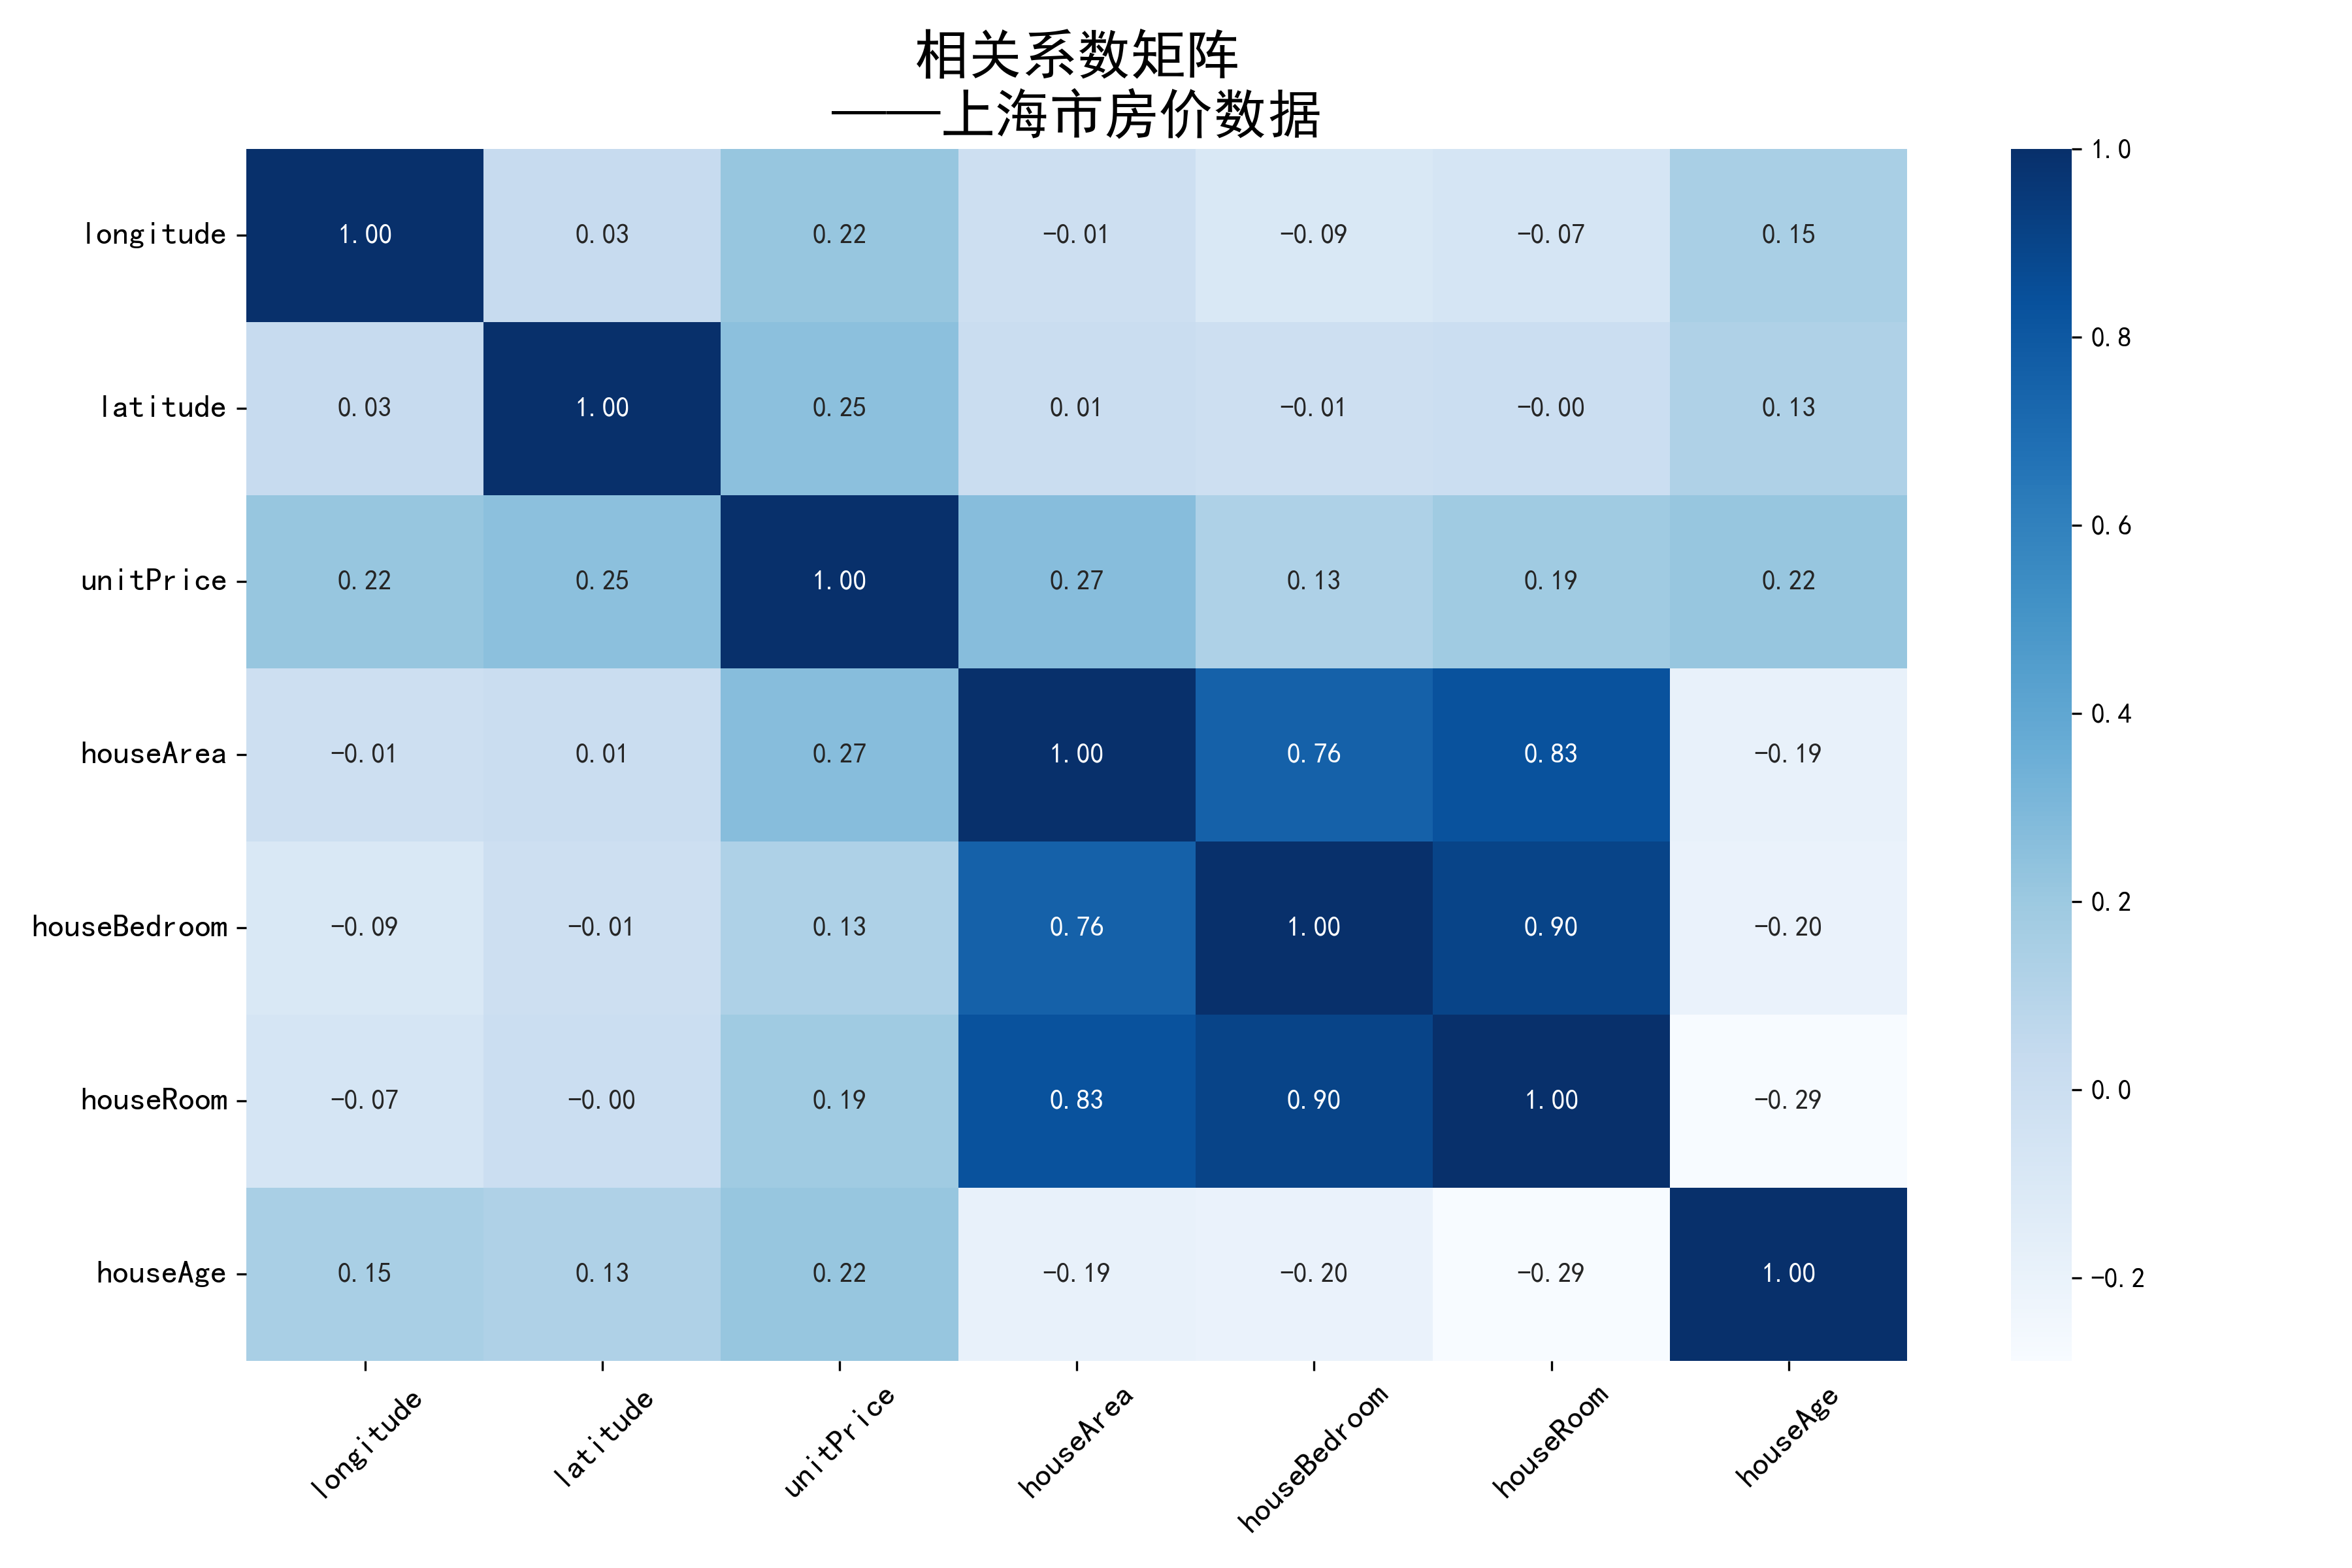 相关系数矩阵
——上海市房价数据
longitude 1.00 0.03 0.22 -0.01 -0.09 -0.07 0.15
latitude 0.03 1.00 0.25 0.01 -0.01 -0.00 0.13
unitPrice 0.22 0.25 1.00 0.27 0.13 0.19 0.22
houseArea -0.01 0.01 0.27 1.00 0.76 0.83 -0.19
houseBedroom -0.09 -0.01 0.13 0.76 1.00 0.90 -0.20
houseRoom -0.07 -0.00 0.19 0.83 0.90 1.00 -0.29
houseAge 0.15 0.13 0.22 -0.19 -0.20 -0.29 1.00
longitude latitude unitPrice houseArea houseBedroom houseRoom houseAge
1.0
0.8
0.6
0.4
0.2
0.0
-0.2